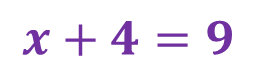 x + 4 = 9